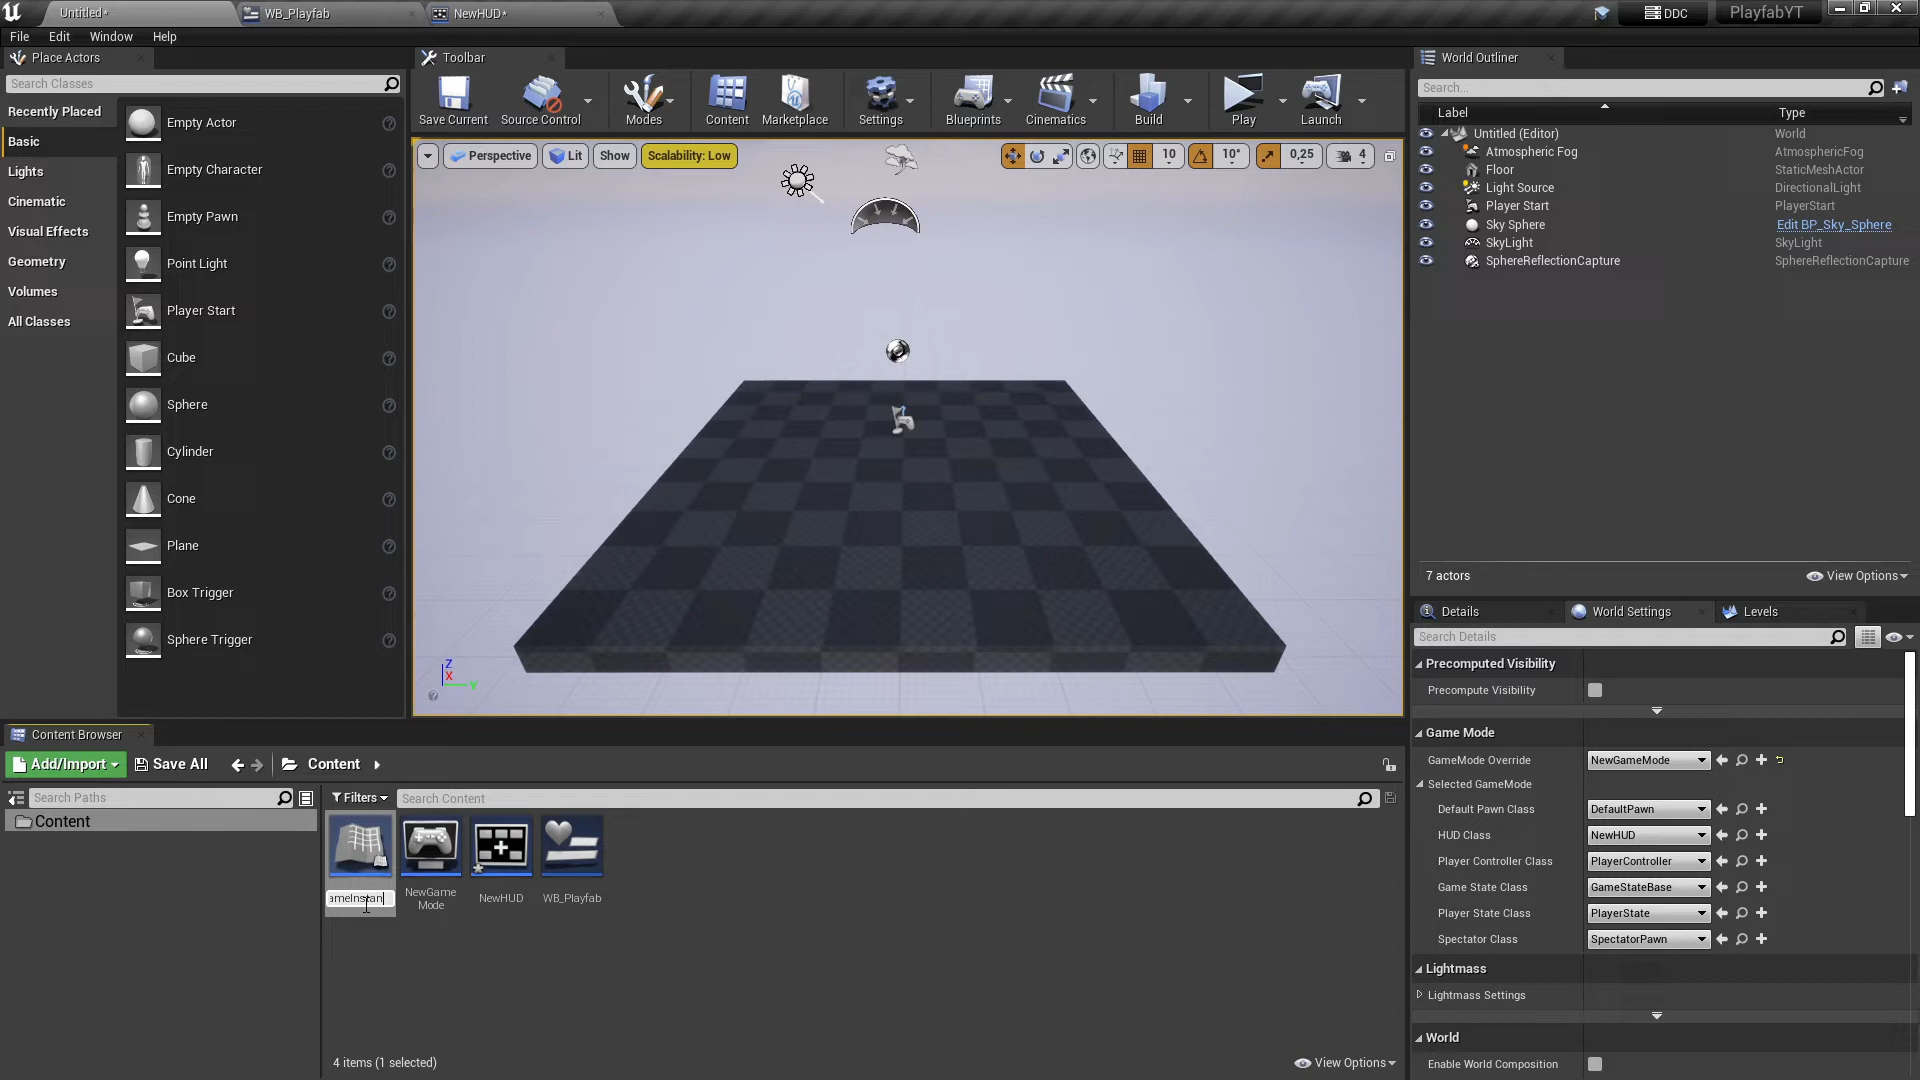 Untitled*
WB_Playfab
NewHUD*
DDC
PlayfabYT
File Edit Window Help
Place Actors
Search Classes
Recently Placed
Basic
Lights
Cinematic
Visual Effects
Geometry
Volumes
All Classes
Empty Actor
Empty Character
Empty Pawn
Point Light
Player Start
Cube
Sphere
Cylinder
Cone
Plane
Box Trigger
Sphere Trigger
Toolbar
Save Current Source Control Modes Content Marketplace Settings Blueprints Cinematics Build Play Launch
Perspective Lit Show Scalability: Low 10 10° 0,25 4
Z
X
Y
World Outliner
Search...
Label Type
Untitled (Editor) World
Atmospheric Fog AtmosphericFog
Floor StaticMeshActor
Light Source DirectionalLight
Player Start PlayerStart
Sky Sphere Edit BP_Sky_Sphere
SkyLight SkyLight
SphereReflectionCapture SphereReflectionCapture
7 actors View Options
Details World Settings Levels
Search Details
Precomputed Visibility
Precompute Visibility
Game Mode
GameMode Override NewGameMode
Selected GameMode
Default Pawn Class DefaultPawn
HUD Class NewHUD
Player Controller Class PlayerController
Game State Class GameStateBase
Player State Class PlayerState
Spectator Class SpectatorPawn
Lightmass
Lightmass Settings
World
Enable World Composition
Content Browser
Add/Import Save All Content
Search Paths
Content
Filters Search Content
ameInstan
NewGame
Mode
NewHUD
WB_Playfab
4 items (1 selected) View Options